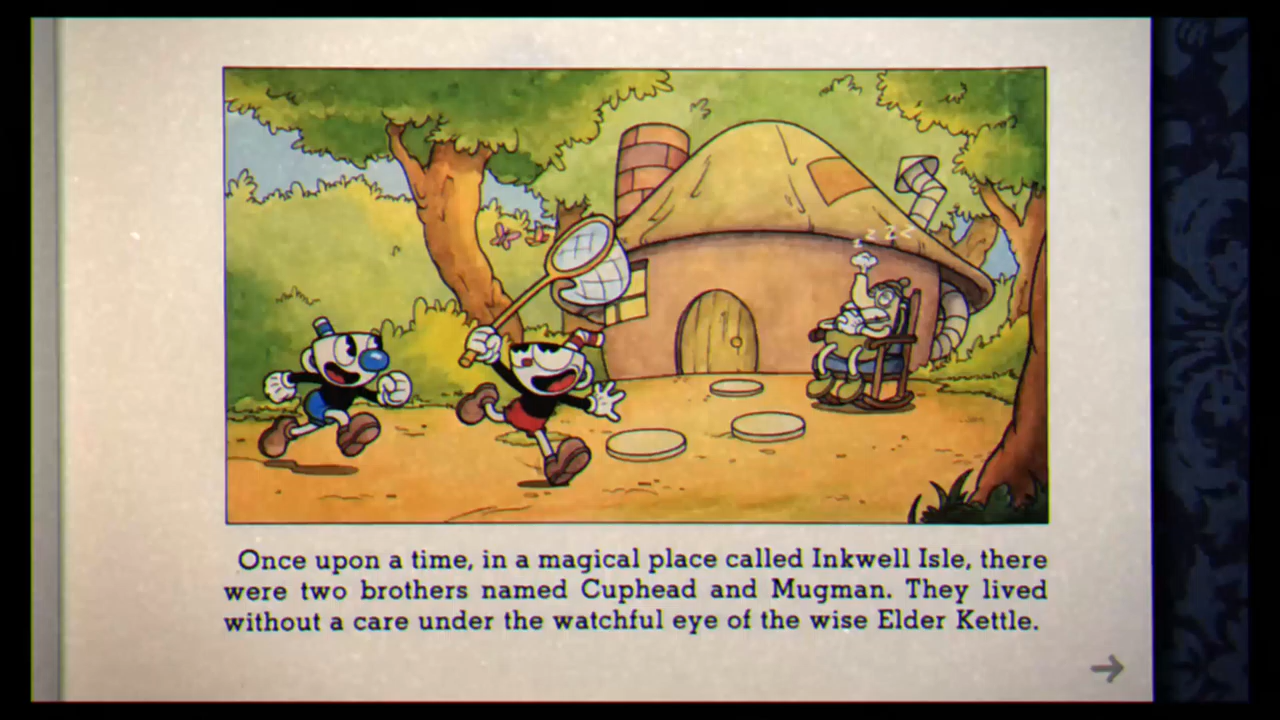 z z z z
Once upon a time, in a magical place called Inkwell Isle, there
were two brothers named Cuphead and Mugman. They lived
without a care under the watchful eye of the wise Elder Kettle.